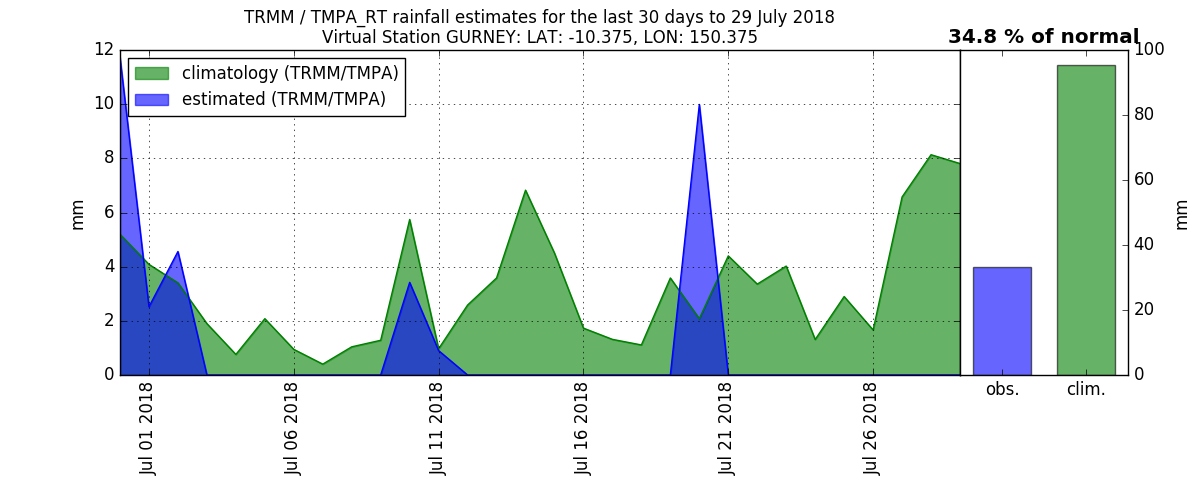 TRMM / TMPA_RT rainfall estimates for the last 30 days to 29 July 2018
Virtual Station GURNEY: LAT: -10.375, LON: 150.375
34.8 % of normal
climatology (TRMM/TMPA)
estimated (TRMM/TMPA)
12
10
8
6
4
2
0
mm
Jul 01 2018
Jul 06 2018
Jul 11 2018
Jul 16 2018
Jul 21 2018
Jul 26 2018
100
80
60
40
20
0
mm
obs.
clim.